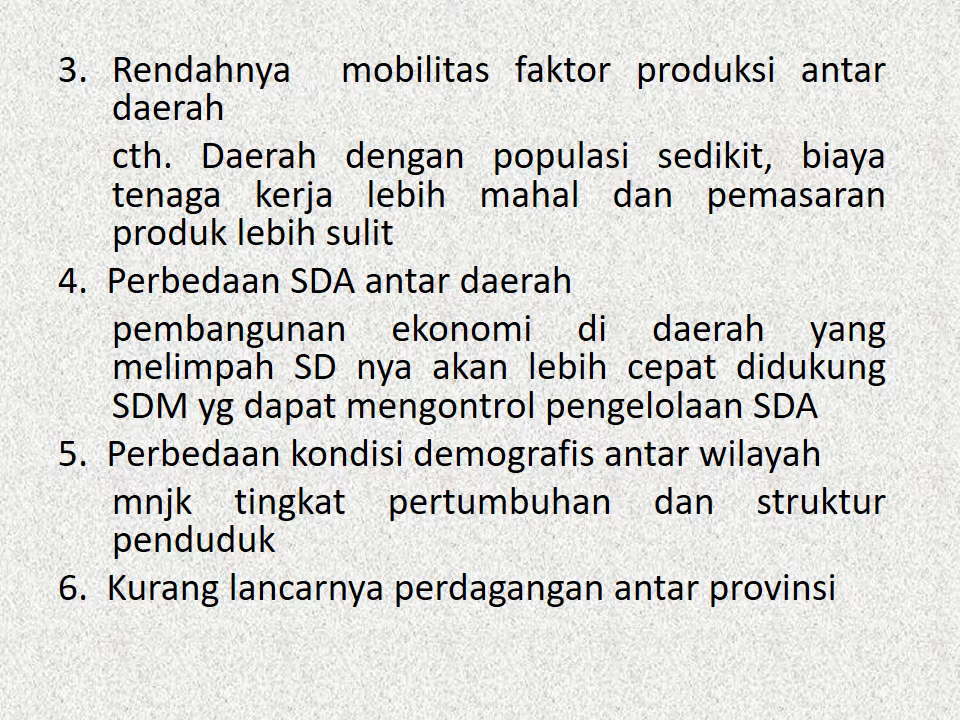 3. Rendahnya mobilitas faktor produksi antar
daerah
cth. Daerah dengan populasi sedikit, biaya
tenaga kerja lebih mahal dan pemasaran
produk lebih sulit
4. Perbedaan SDA antar daerah
pembangunan ekonomi di daerah yang
melimpah SD nya akan lebih cepat didukung
SDM yg dapat mengontrol pengelolaan SDA
5. Perbedaan kondisi demografis antar wilayah
mnjk tingkat pertumbuhan dan struktur
penduduk
6. Kurang lancarnya perdagangan antar provinsi